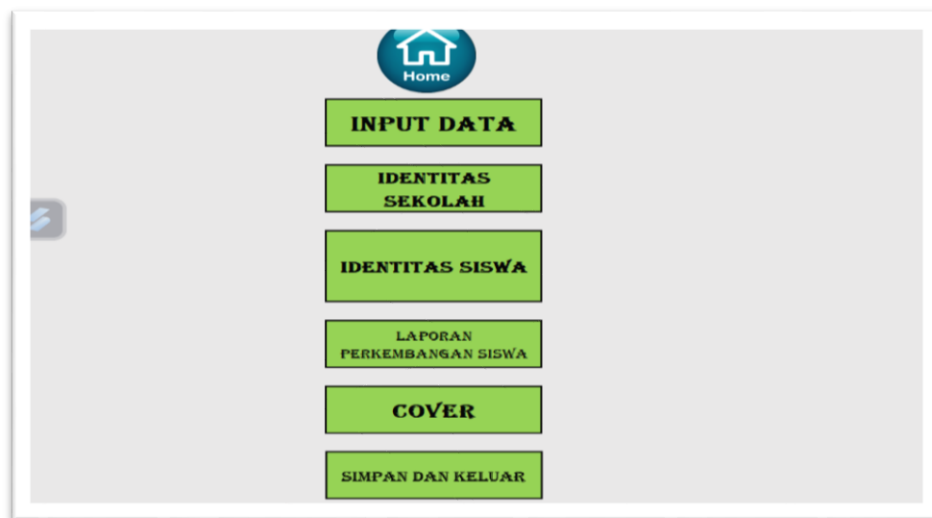 Home
INPUT DATA
IDENTITAS
SEKOLAH
IDENTITAS SISWA
LAPORAN
PERKEMBANGAN SISWA
COVER
SIMPAN DAN KELUAR